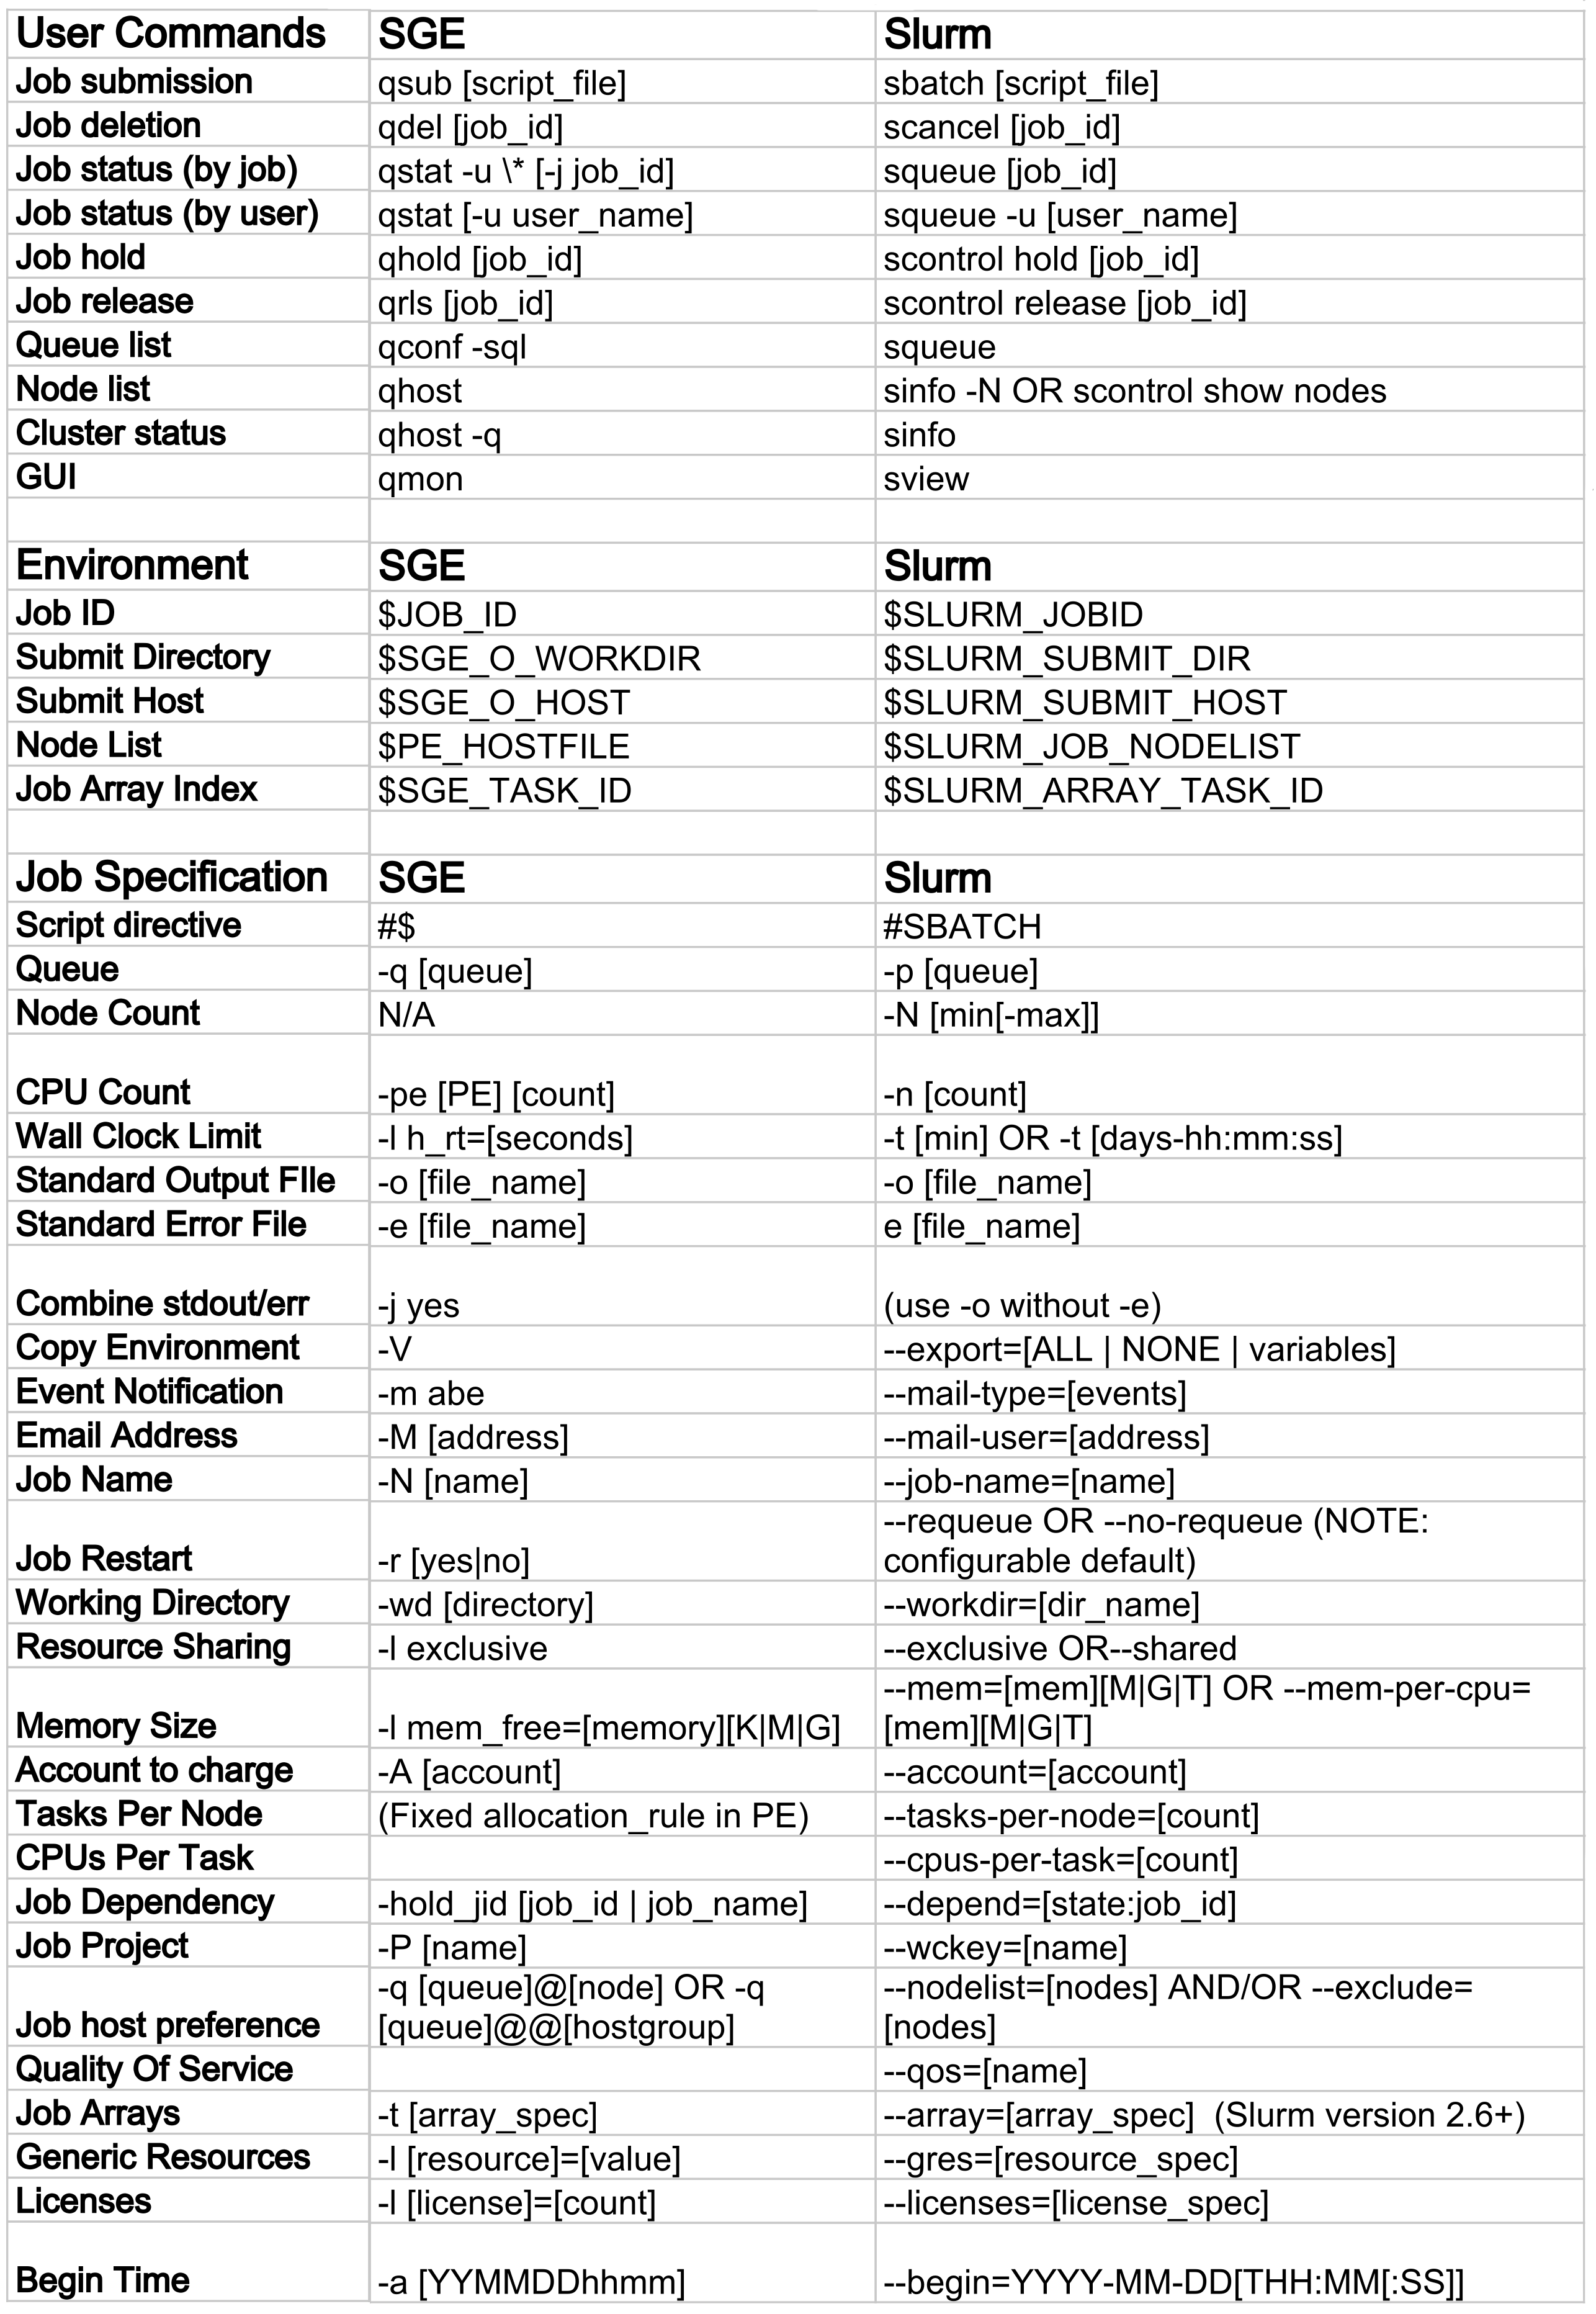 User Commands SGE Slurm
Job submission qsub [script_file] sbatch [script_file]
Job deletion qdel [job_id] scancel [job_id]
Job status (by job) qstat -u \* [-j job_id] squeue [job_id]
Job status (by user) qstat [-u user_name] squeue -u [user_name]
Job hold qhold [job_id] scontrol hold [job_id]
Job release qrls [job_id] scontrol release [job_id]
Queue list qconf -sql squeue
Node list qhost sinfo -N OR scontrol show nodes
Cluster status qhost -q sinfo
GUI qmon sview
Environment SGE Slurm
Job ID $JOB_ID $SLURM_JOBID
Submit Directory $SGE_O_WORKDIR $SLURM_SUBMIT_DIR
Submit Host $SGE_O_HOST $SLURM_SUBMIT_HOST
Node List $PE_HOSTFILE $SLURM_JOB_NODELIST
Job Array Index $SGE_TASK_ID $SLURM_ARRAY_TASK_ID
Job Specification SGE Slurm
Script directive #$ #SBATCH
Queue -q [queue] -p [queue]
Node Count N/A -N [min[-max]]
CPU Count -pe [PE] [count] -n [count]
Wall Clock Limit -l h_rt=[seconds] -t [min] OR -t [days-hh:mm:ss]
Standard Output FIle -o [file_name] -o [file_name]
Standard Error File -e [file_name] e [file_name]
Combine stdout/err -j yes (use -o without -e)
Copy Environment -V --export=[ALL | NONE | variables]
Event Notification -m abe --mail-type=[events]
Email Address -M [address] --mail-user=[address]
Job Name -N [name] --job-name=[name]
--requeue OR --no-requeue (NOTE:
Job Restart -r [yes|no] configurable default)
Working Directory -wd [directory] --workdir=[dir_name]
Resource Sharing -l exclusive --exclusive OR--shared
--mem=[mem][M|G|T] OR --mem-per-cpu=
Memory Size -l mem_free=[memory][K|M|G] [mem][M|G|T]
Account to charge -A [account] --account=[account]
Tasks Per Node (Fixed allocation_rule in PE) --tasks-per-node=[count]
CPUs Per Task --cpus-per-task=[count]
Job Dependency -hold_jid [job_id | job_name] --depend=[state:job_id]
Job Project -P [name] --wckey=[name]
-q [queue]@[node] OR -q --nodelist=[nodes] AND/OR --exclude=
Job host preference [queue]@@[hostgroup] [nodes]
Quality Of Service --qos=[name]
Job Arrays -t [array_spec] --array=[array_spec] (Slurm version 2.6+)
Generic Resources -l [resource]=[value] --gres=[resource_spec]
Licenses -l [license]=[count] --licenses=[license_spec]
Begin Time -a [YYMMDDhhmm] --begin=YYYY-MM-DD[THH:MM[:SS]]